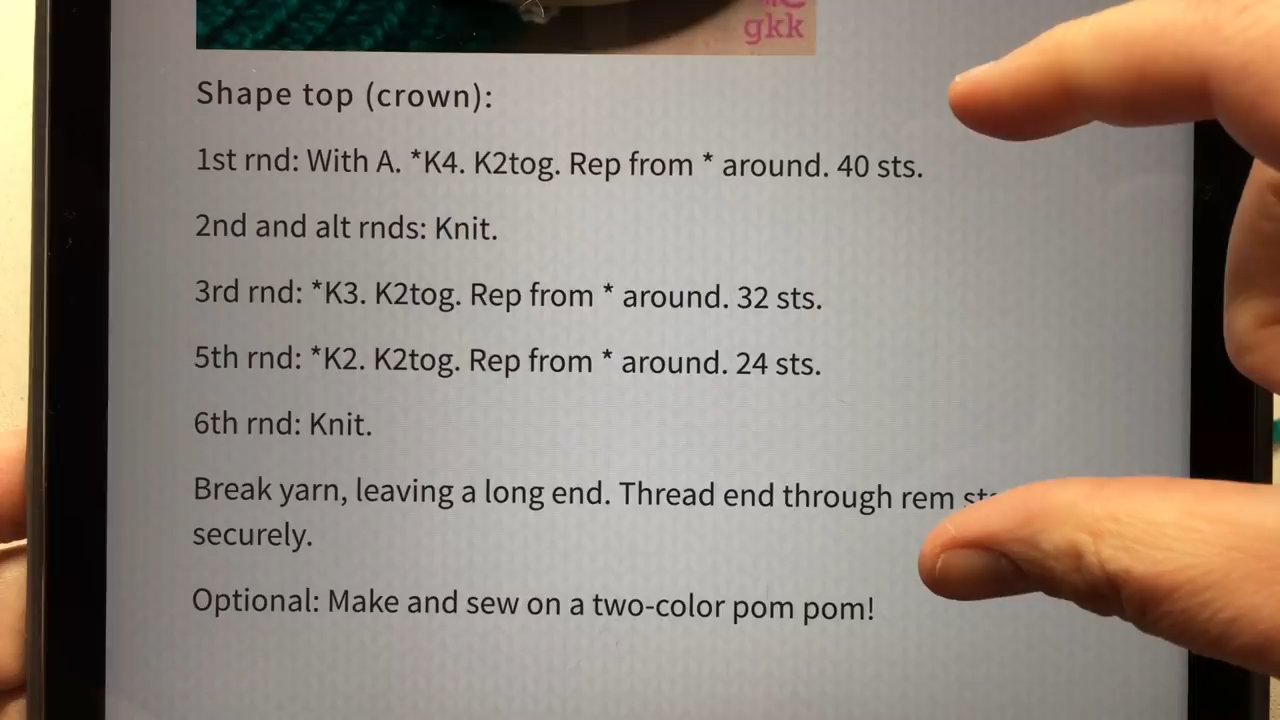 gkk
Shape top (crown):
1st rnd: With A. *K4. K2tog. Rep from * around. 40 sts.
2nd and alt rnds: Knit.
3rd rnd: *K3. K2tog. Rep from * around. 32 sts.
5th rnd: *K2. K2tog. Rep from * around. 24 sts.
6th rnd: Knit.
Break yarn, leaving a long end. Thread end through rem
securely.
Optional: Make and sew on a two-color pom pom!